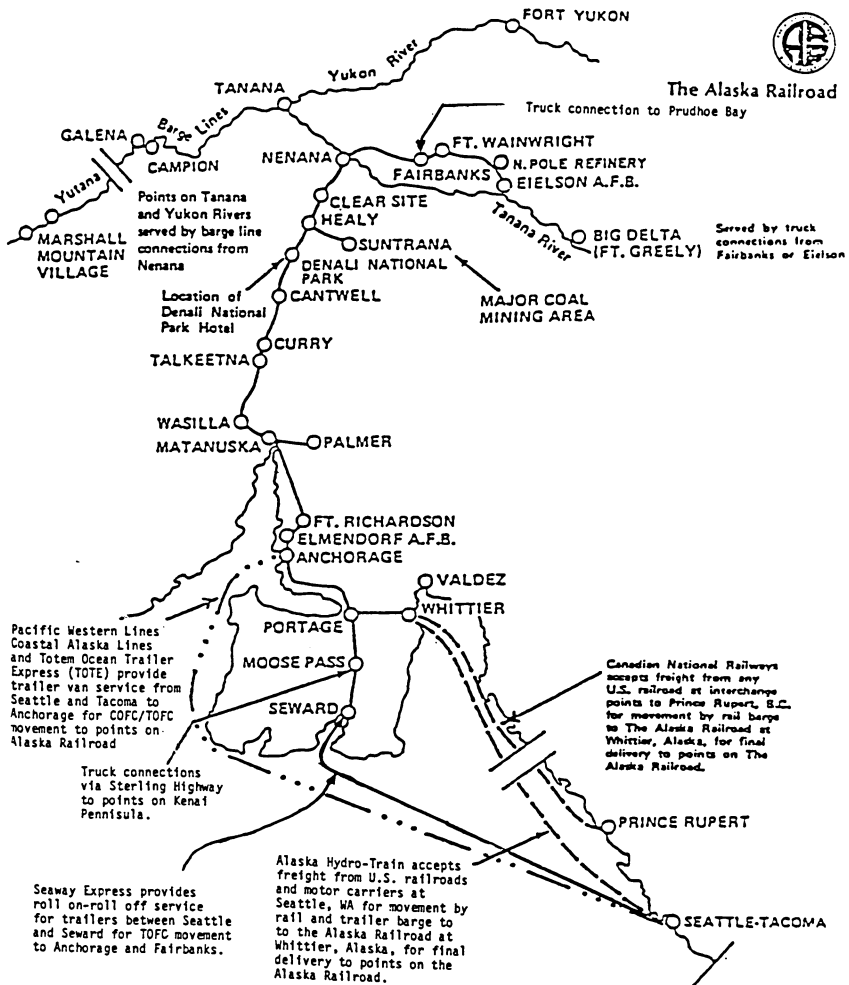 FORT YUKON
Yukon River
The Alaska Railroad
TANANA
Truck connection to Prudhoe Bay
Barge Lines
GALENA
CAMPION
FT. WAINWRIGHT
NENANA
FAIRBANKS
N. POLE REFINERY
EIELSON A.F.B.
Yutana
Points on Tanana
and Yukon Rivers
served by barge line
connections from
Nenana
CLEAR SITE
HEALY
Tanana River
MARSHALL
MOUNTAIN
VILLAGE
SUNTRANA
BIG DELTA
(FT. GREELY)
Served by truck
connections from
Fairbanks or Eielson
DENALI NATIONAL
PARK
Location of
Denali National
Park Hotel
CANTWELL
MAJOR COAL
MINING AREA
CURRY
TALKEETNA
WASILLA
MATANUSKA
PALMER
FT. RICHARDSON
ELMENDORF A.F.B.
ANCHORAGE
VALDEZ
WHITTIER
PORTAGE
Pacific Western Lines
Coastal Alaska Lines
and Totem Ocean Trailer
Express (TOTE) provide
trailer van service from
Seattle and Tacoma to
Anchorage for COFC/TOFC
movement to points on
Alaska Railroad
MOOSE PASS
SEWARD
Canadian National Railways
accepts freight from any
U.S. railroad at interchange
points to Prince Rupert, B.C.
for movement by rail barge
to The Alaska Railroad at
Whittier, Alaska, for final
delivery to points on The
Alaska Railroad.
Truck connections
via Sterling Highway
to points on Kenai
Pennisula.
PRINCE RUPERT
Seaway Express provides
roll on-roll off service
for trailers between Seattle
and Seward for TOFC movement
to Anchorage and Fairbanks.
Alaska Hydro-Train accepts
freight from U.S. railroads
and motor carriers at
Seattle, WA for movement by
rail and trailer barge to
to the Alaska Railroad at
Whittier, Alaska, for final
delivery to points on the
Alaska Railroad.
SEATTLE-TACOMA